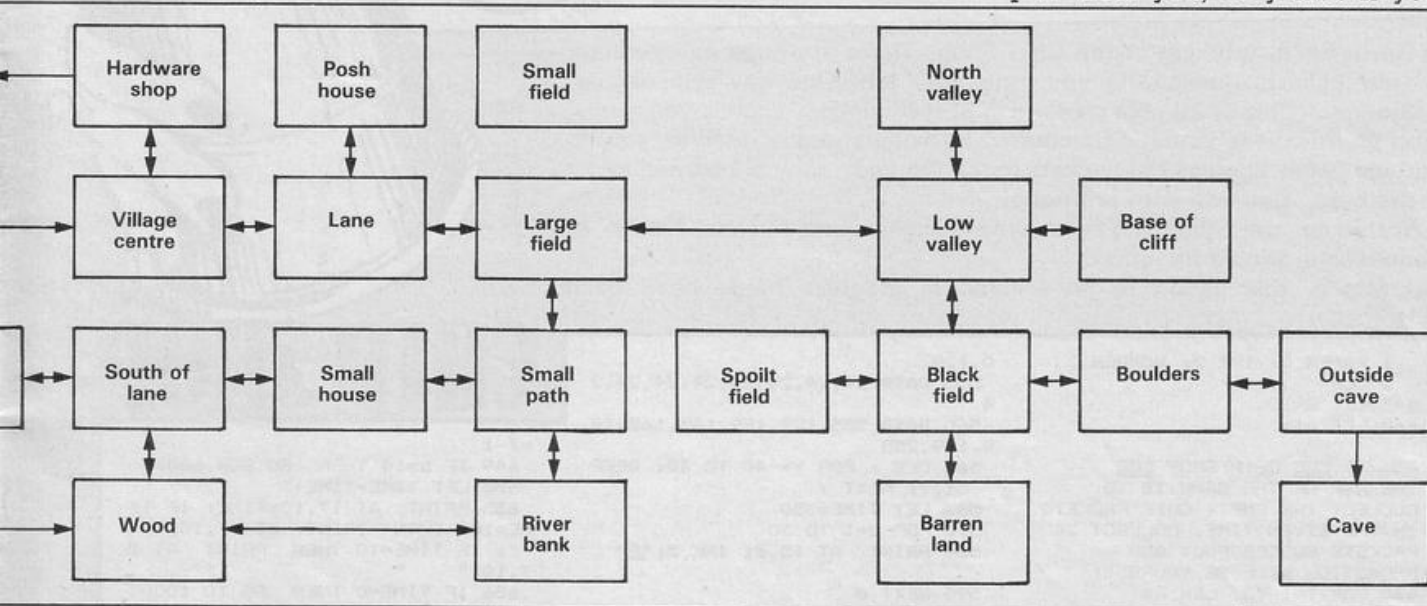 Hardware
shop
Posh
house
Small
field
North
valley
Village
centre
Lane
Large
field
Low
valley
Base of
cliff
South of
lane
Small
house
Small
path
Spoilt
field
Black
field
Boulders
Outside
cave
Wood
River
bank
Barren
land
Cave